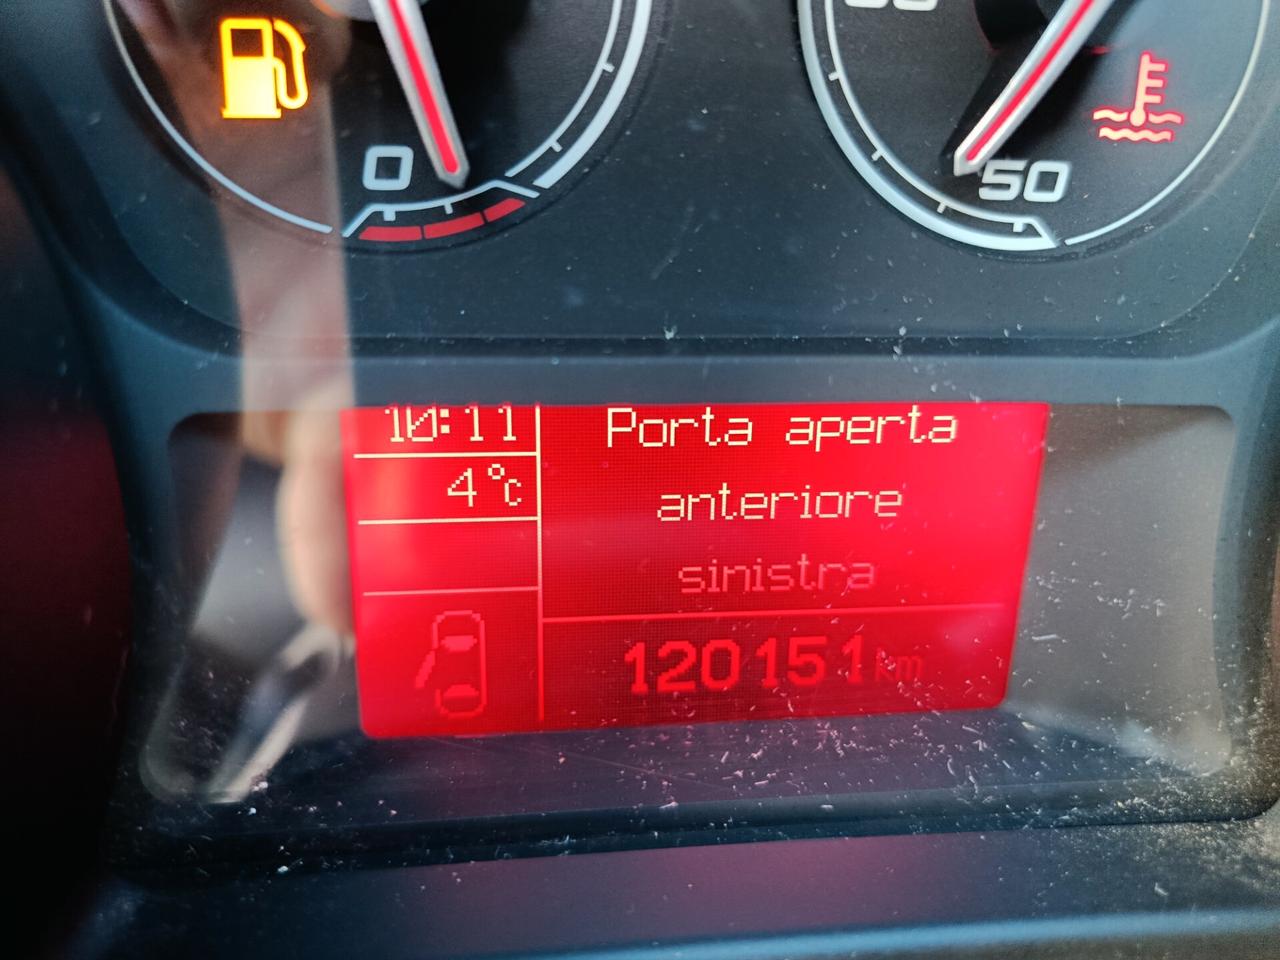 0
50
10:11
4°c
Porta aperta
anteriore
sinistra
120151 km